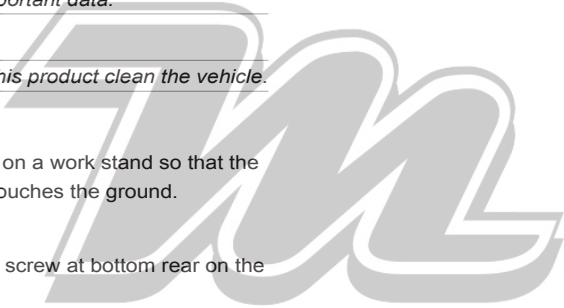 portant data.
his product clean the vehicle.
on a work stand so that the
ouches the ground.
screw at bottom rear on the